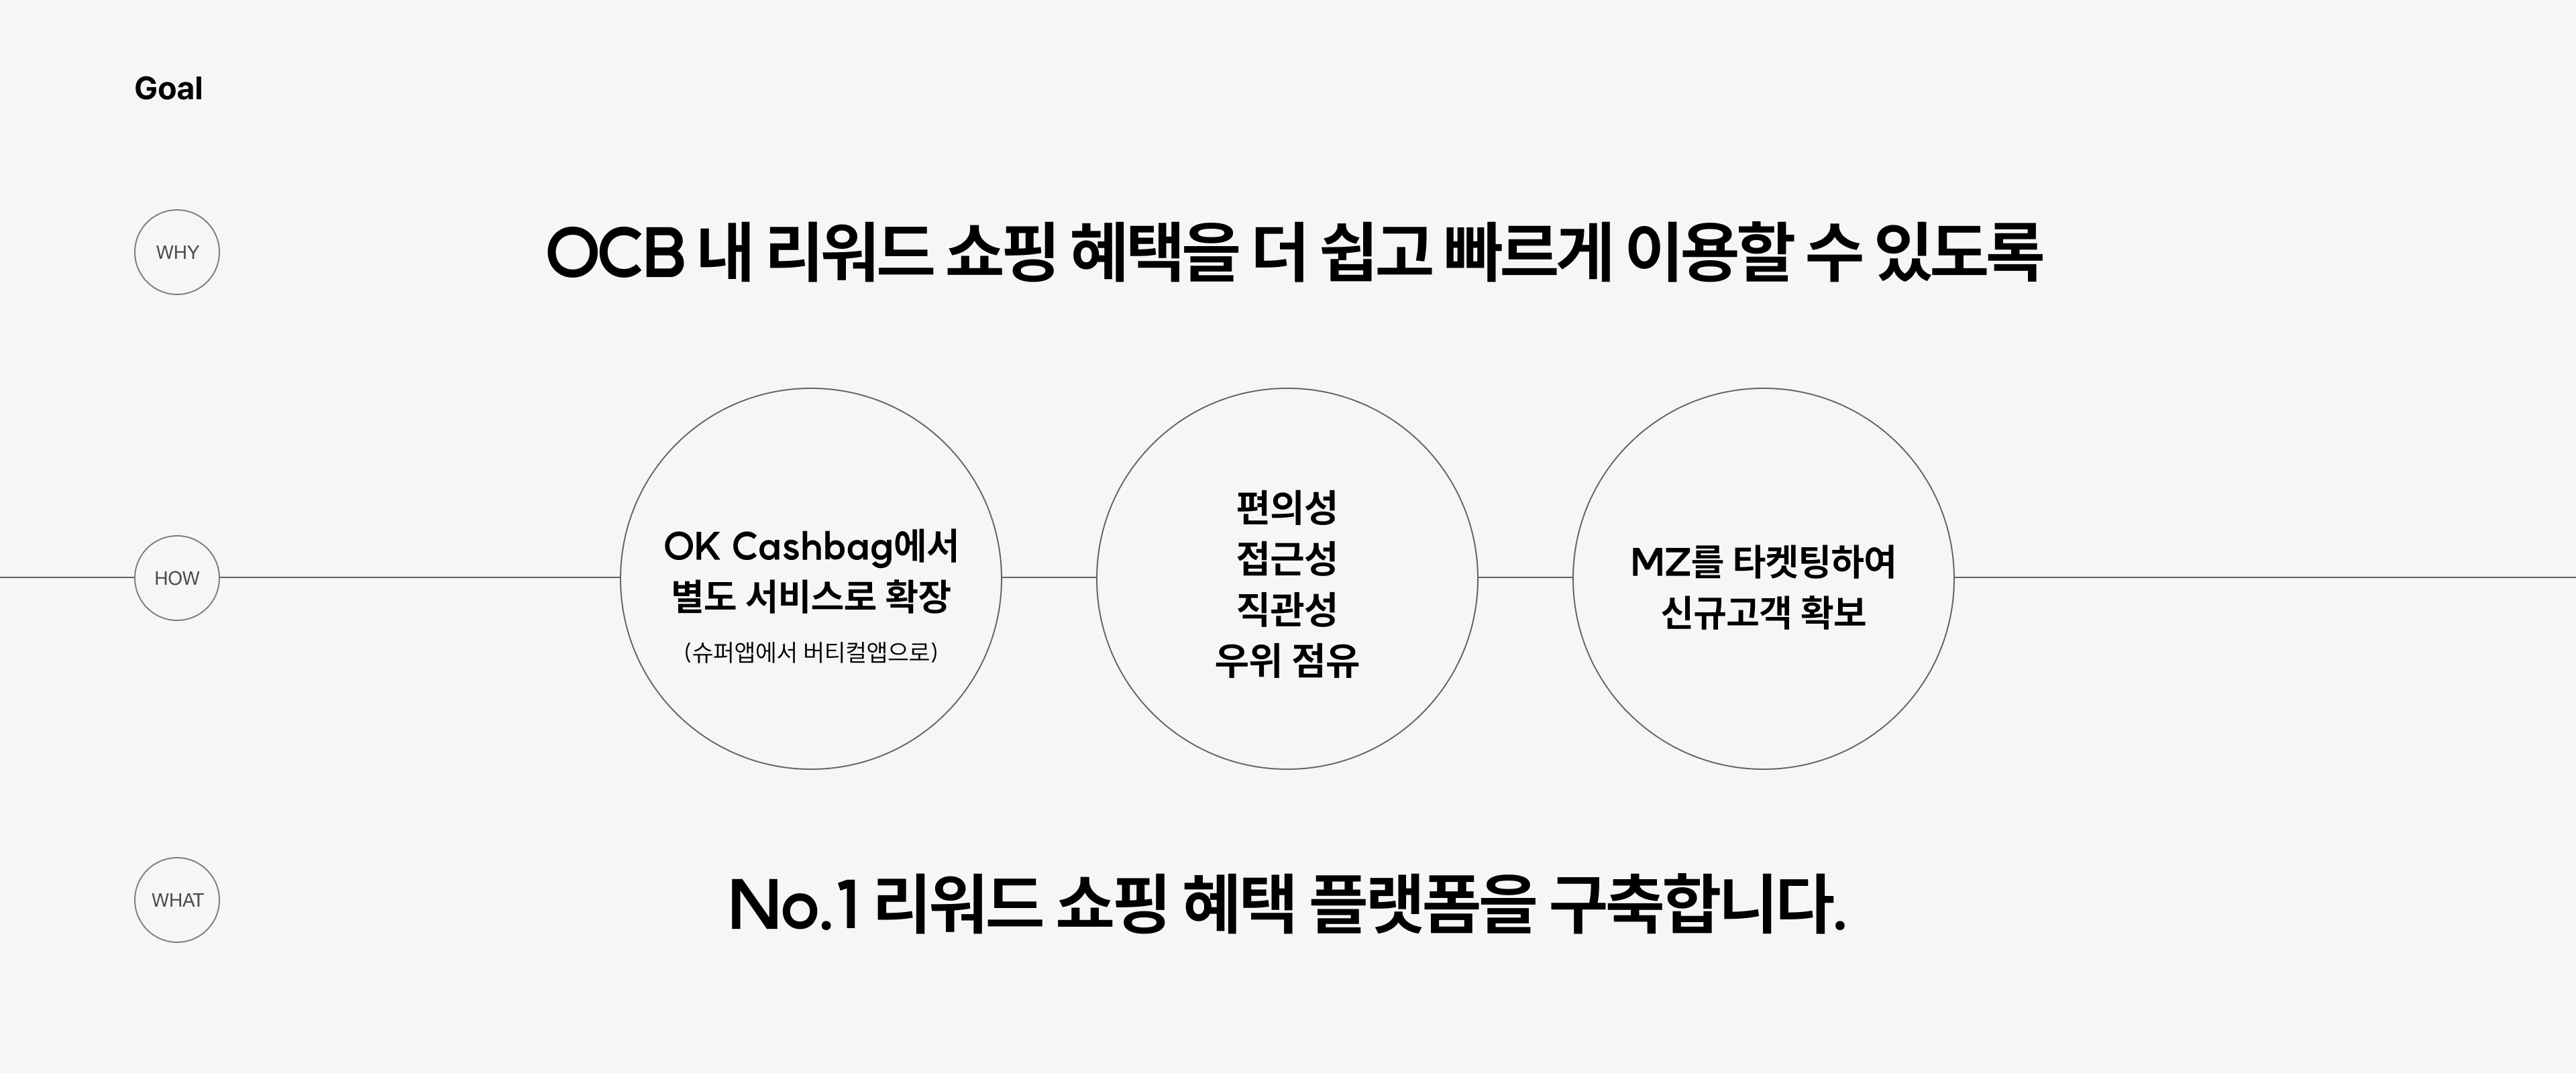 Goal
WHY
OCB 내 리워드 쇼핑 혜택을 더 쉽고 빠르게 이용할 수 있도록
HOW
OK Cashbag에서
별도 서비스로 확장
(슈퍼앱에서 버티컬앱으로)
편의성
접근성
직관성
우위 점유
MZ를 타켓팅하여
신규고객 확보
WHAT
No.1 리워드 쇼핑 혜택 플랫폼을 구축합니다.